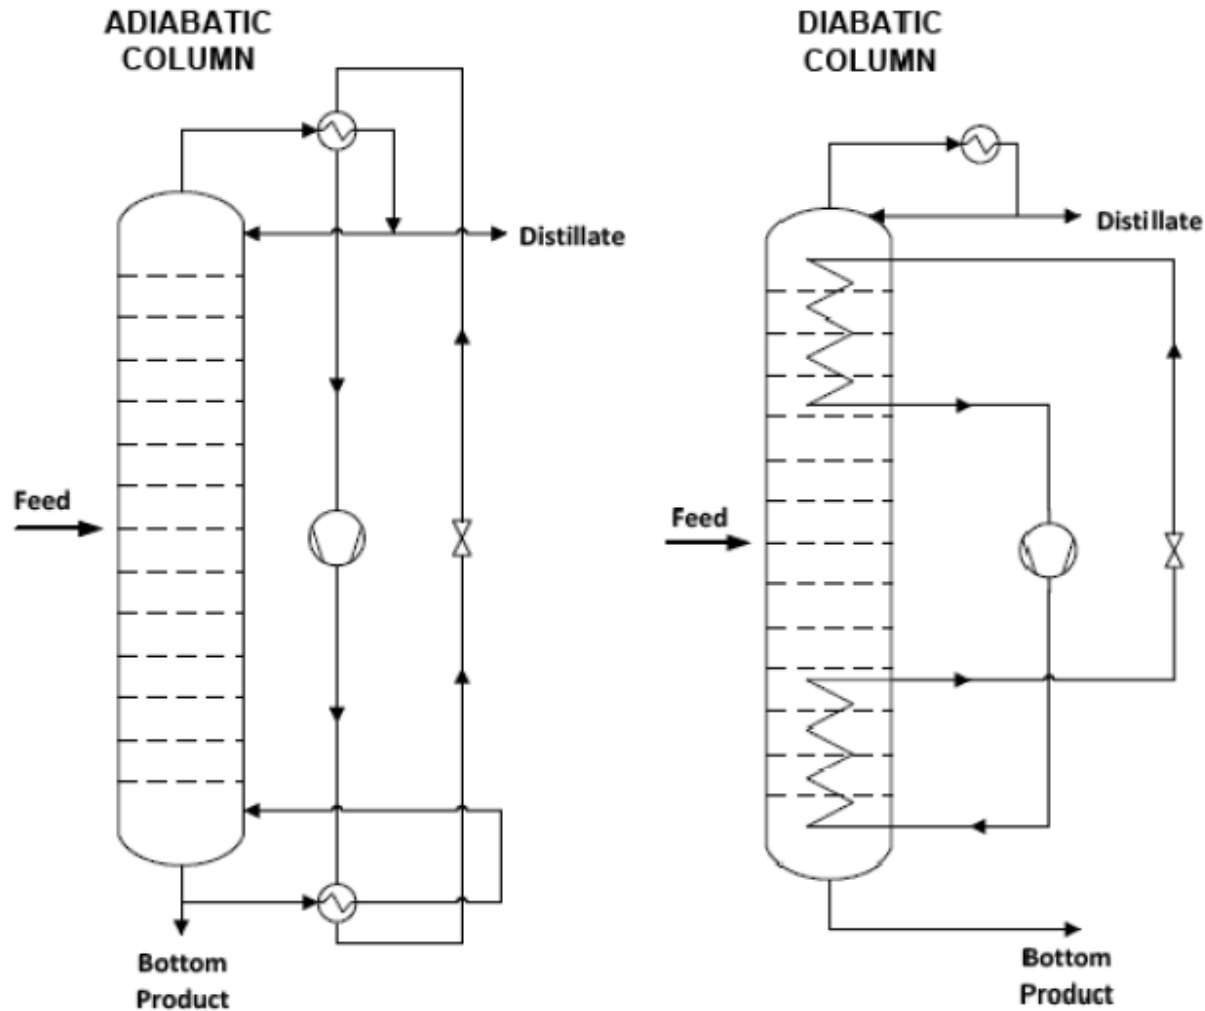 ADIABATIC
COLUMN
Distillate
Feed
Bottom
Product
DIABATIC
COLUMN
Distillate
Feed
Bottom
Product